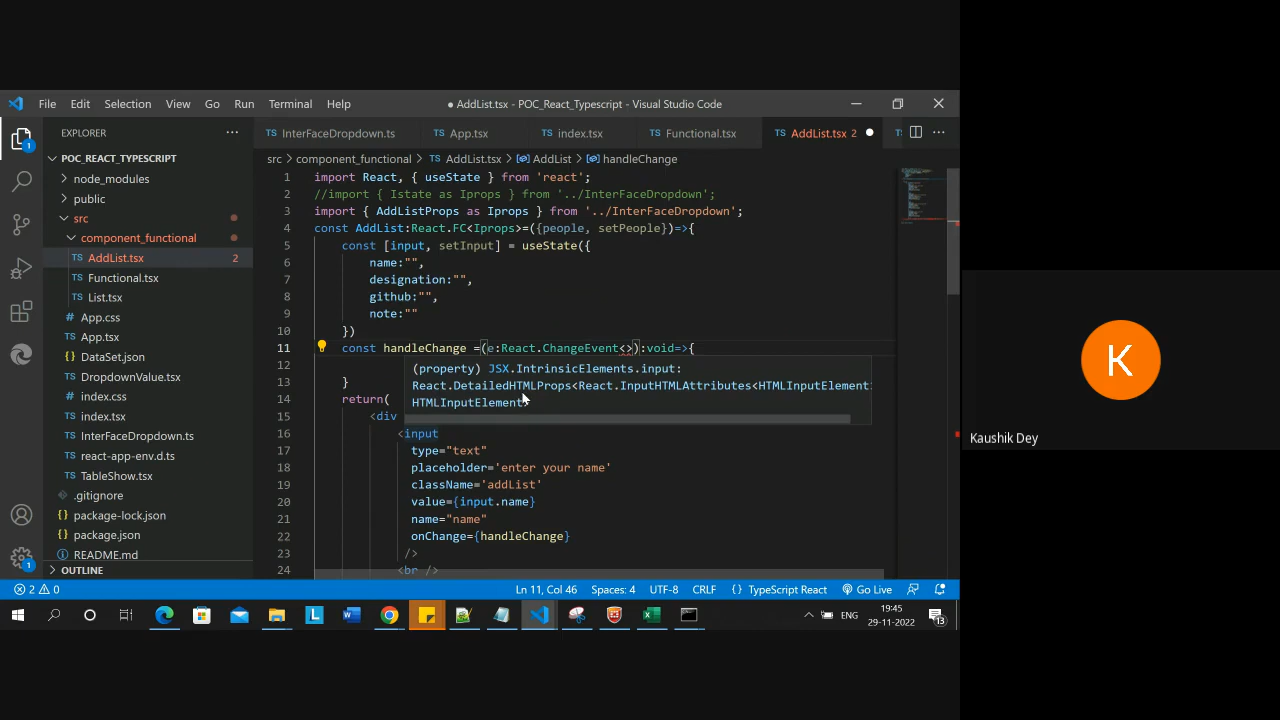 File Edit Selection View Go Run Terminal Help
● AddList.tsx - POC_React_Typescript - Visual Studio Code
EXPLORER
InterFaceDropdown.ts
App.tsx
index.tsx
Functional.tsx
AddList.tsx 2
POC_REACT_TYPESCRIPT
node_modules
public
src
component_functional
AddList.tsx 2
Functional.tsx
List.tsx
App.css
App.tsx
DataSet.json
DropdownValue.tsx
index.css
index.tsx
InterFaceDropdown.ts
react-app-env.d.ts
TableShow.tsx
.gitignore
package-lock.json
package.json
README.md
OUTLINE
src > component_functional > AddList.tsx > AddList > handleChange
1 import React, { useState } from 'react';
2 //import { Istate as Iprops } from '../InterFaceDropdown';
3 import { AddListProps as Iprops } from '../InterFaceDropdown';
4 const AddList:React.FC<Iprops>=({people, setPeople})=>{
5 const [input, setInput] = useState({
6 name:"",
7 designation:"",
8 github:"",
9 note:""
10 })
11 const handleChange =(e:React.ChangeEvent<>):void=>{
12
13 }
14 return(
15 <div
16 <input
17 type="text"
18 placeholder='enter your name'
19 className='addList'
20 value={input.name}
21 name="name"
22 onChange={handleChange}
23 />
24 <br />
(property) JSX.IntrinsicElements.input:
React.DetailedHTMLProps<React.InputHTMLAttributes<HTMLInputElement
HTMLInputElement>
2 0
Ln 11, Col 46 Spaces: 4 UTF-8 CRLF {} TypeScript React Go Live
ENG
19:45
29-11-2022
13
K
Kaushik Dey